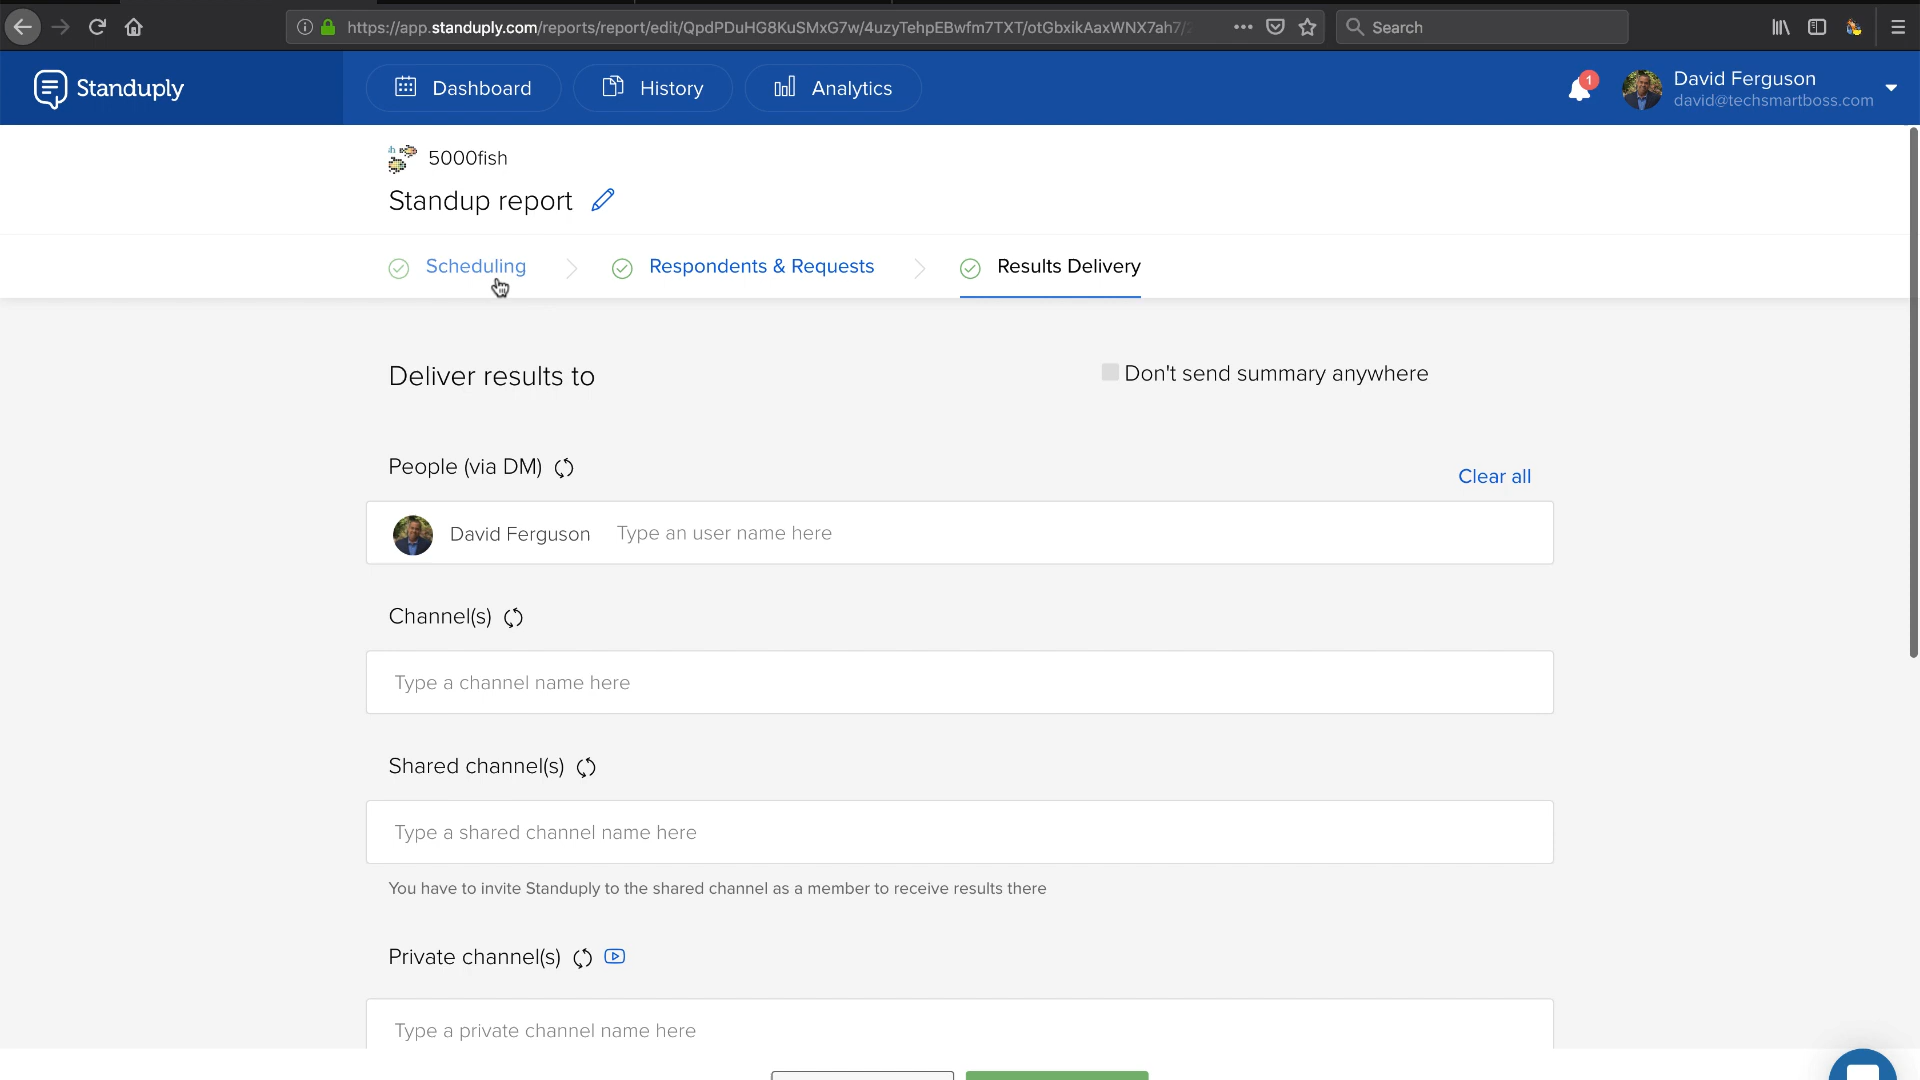 https://app.standuply.com/reports/report/edit/QpdPDuHG8KuSMxG7w/4uzyTehpEBwfm7TXT/otGbxikAaxWNX7ah7/
Search
Standuply
Dashboard
History
Analytics
1
David Ferguson
david@techsmartboss.com
5000fish
Standup report
Scheduling
Respondents & Requests
Results Delivery
Deliver results to
Don't send summary anywhere
People (via DM)
Clear all
David Ferguson
Type an user name here
Channel(s)
Type a channel name here
Shared channel(s)
Type a shared channel name here
You have to invite Standuply to the shared channel as a member to receive results there
Private channel(s)
Type a private channel name here